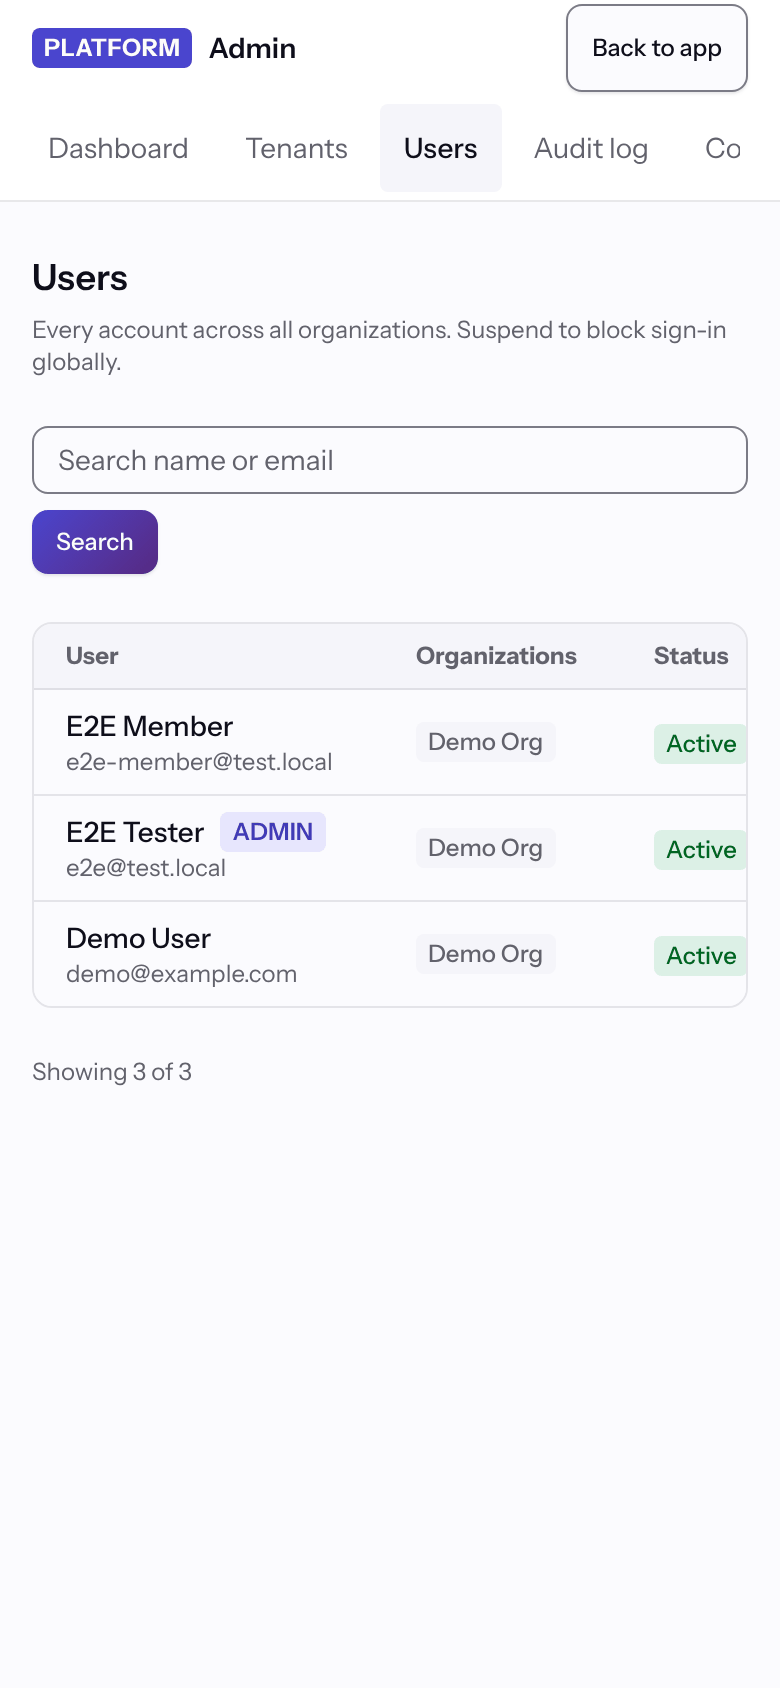 PLATFORM Admin
Back to app
Dashboard Tenants Users Audit log Co
Users
Every account across all organizations. Suspend to block sign-in
globally.
Search name or email
Search
User Organizations Status
E2E Member
e2e-member@test.local
Demo Org
Active
E2E Tester ADMIN
e2e@test.local
Demo Org
Active
Demo User
demo@example.com
Demo Org
Active
Showing 3 of 3